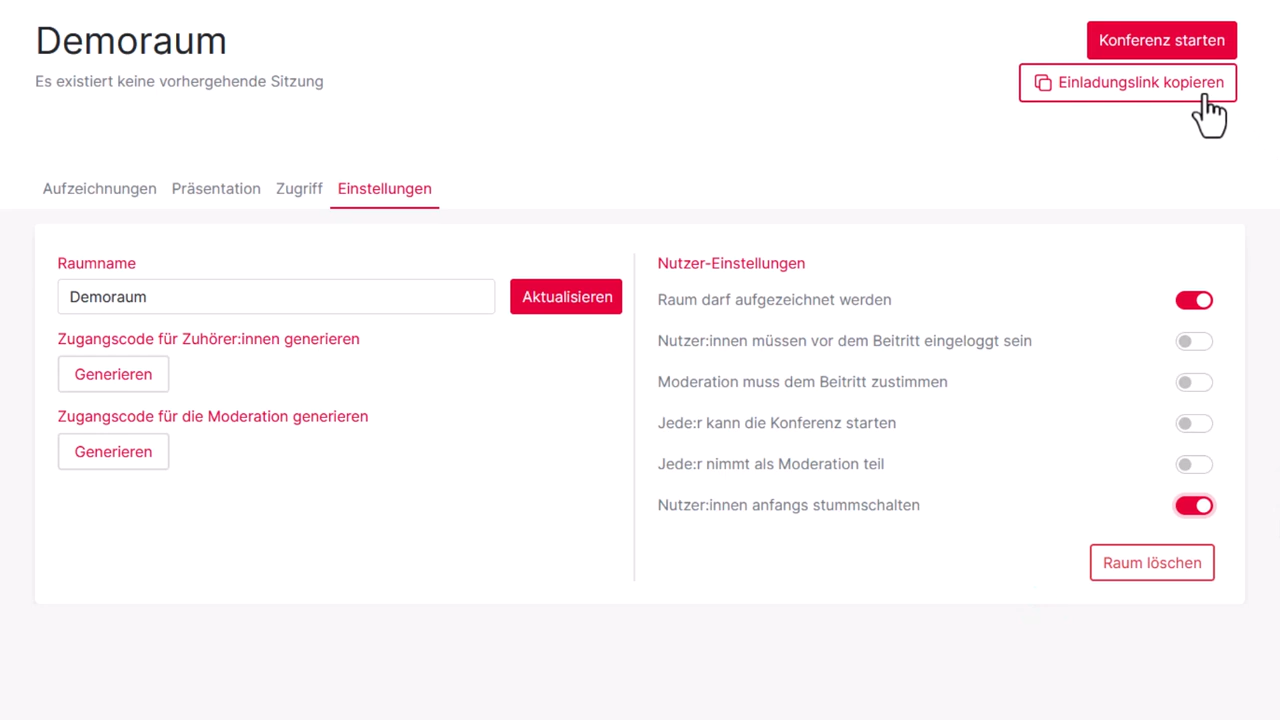 Demoraum
Konferenz starten
Es existiert keine vorhergehende Sitzung
Einladungslink kopieren
Aufzeichnungen Präsentation Zugriff Einstellungen
Raumname
Demoraum
Aktualisieren
Zugangscode für Zuhörer:innen generieren
Generieren
Zugangscode für die Moderation generieren
Generieren
Nutzer-Einstellungen
Raum darf aufgezeichnet werden
Nutzer:innen müssen vor dem Beitritt eingeloggt sein
Moderation muss dem Beitritt zustimmen
Jede:r kann die Konferenz starten
Jede:r nimmt als Moderation teil
Nutzer:innen anfangs stummschalten
Raum löschen